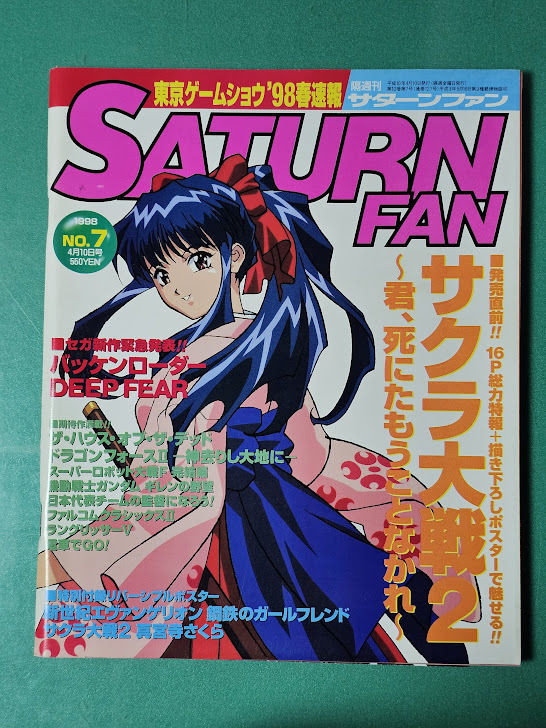 東京ゲームショウ'98春速報
隔週刊
サターンファン
SATURN
FAN
1998
NO.7
4月10日号
550YEN
■発売直前!! 16P総力特報+描き下ろしポスターで魅せる!!
サクラ大戦2
～君、死にたもうことなかれ～
■セガ新作緊急発表!!
バッケンローダー
DEEP FEAR
■期待作満載!!
ザ・ハウス・オブ・ザ・デッド
ドラゴンフォースⅡ ー神去りし大地にー
スーパーロボット大戦F 完結編
機動戦士ガンダム ギレンの野望
日本代表チームの監督になろう!
ファルコムクラシックスⅡ
ラングリッサーⅤ
電車でGO!
■特別付録リバーシブルポスター
新世紀エヴァンゲリオン 鋼鉄のガールフレンド
サクラ大戦2 真宮寺さくら